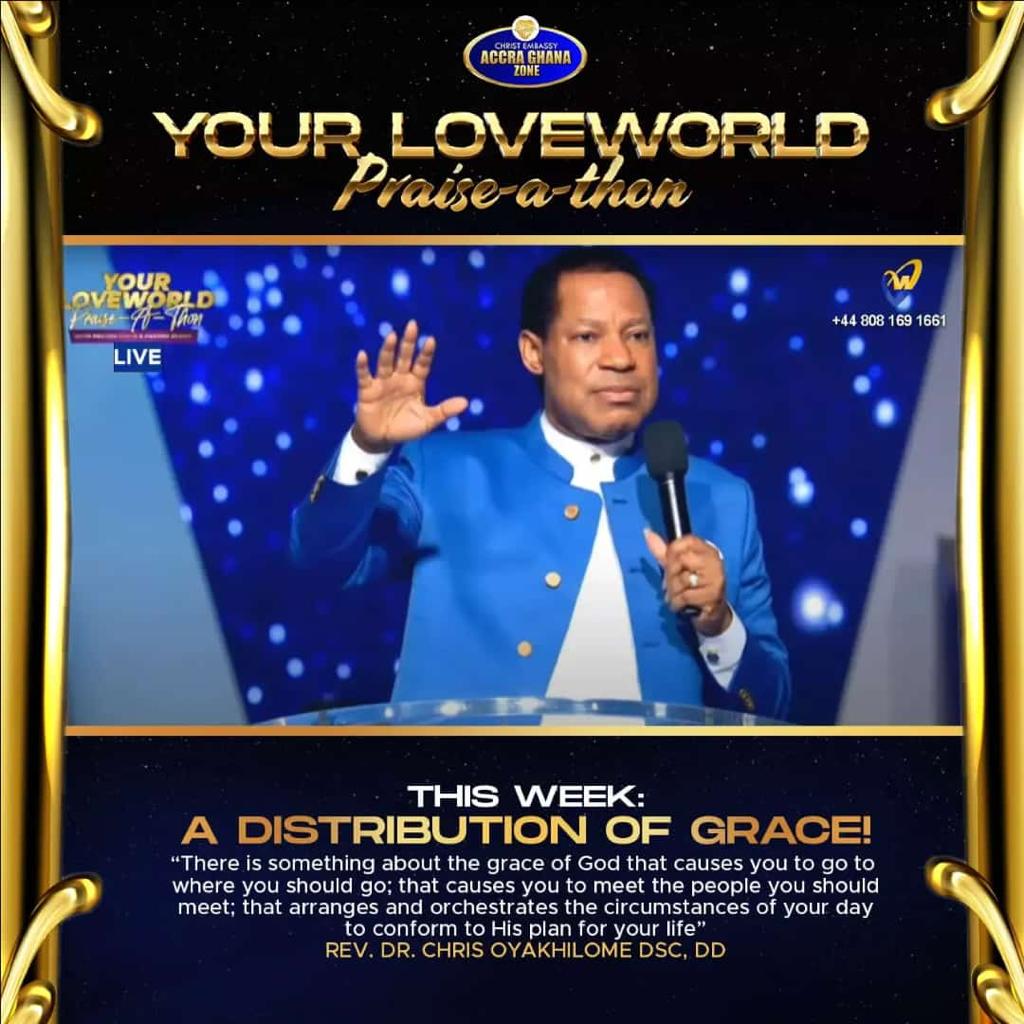 CHRIST EMBASSY
ACCRA GHANA
ZONE
YOUR LOVEWORLD
Praise-a-thon
YOUR
LOVEWORLD
Praise-A-Thon
LIVE
+44 808 169 1661
THIS WEEK:
A DISTRIBUTION OF GRACE!
“There is something about the grace of God that causes you to go to
where you should go; that causes you to meet the people you should
meet; that arranges and orchestrates the circumstances of your day
to conform to His plan for your life”
REV. DR. CHRIS OYAKHILOME DSC, DD